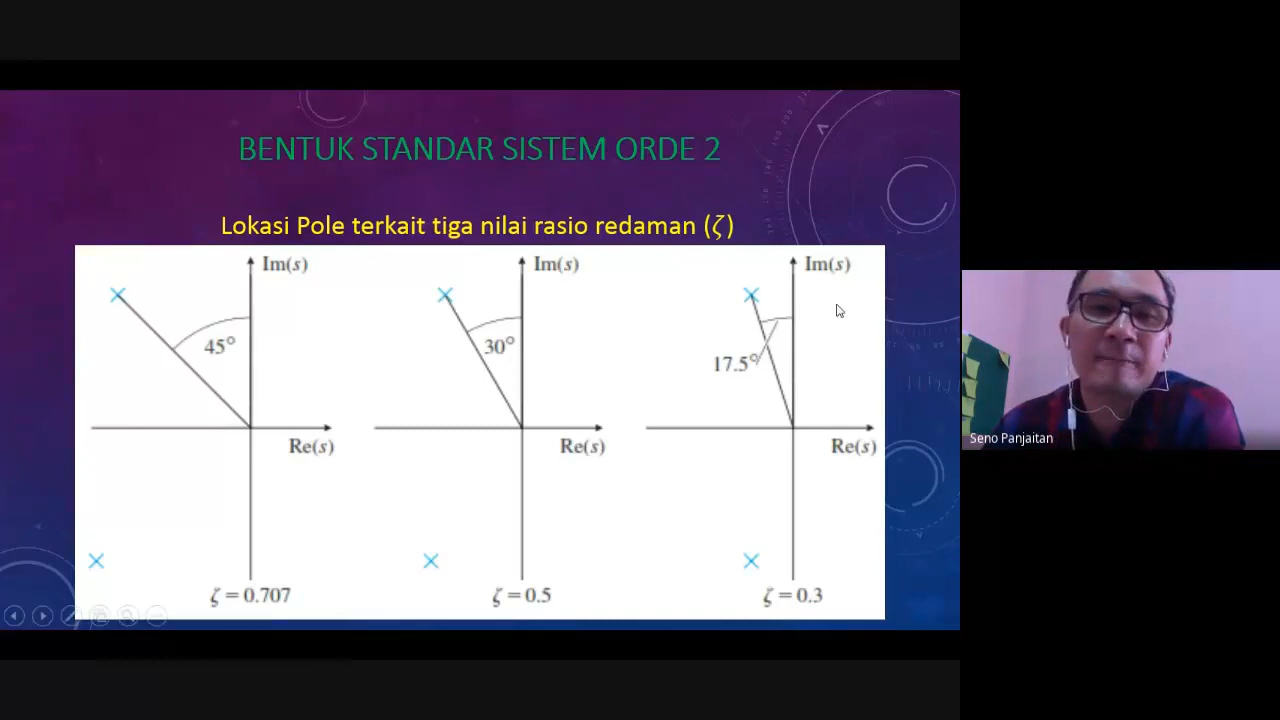 BENTUK STANDAR SISTEM ORDE 2
Lokasi Pole terkait tiga nilai rasio redaman (ζ)
Im(s) Im(s) Im(s)
45° 30° 17.5°
Re(s) Re(s) Re(s)
ζ = 0.707 ζ = 0.5 ζ = 0.3
Seno Panjaitan